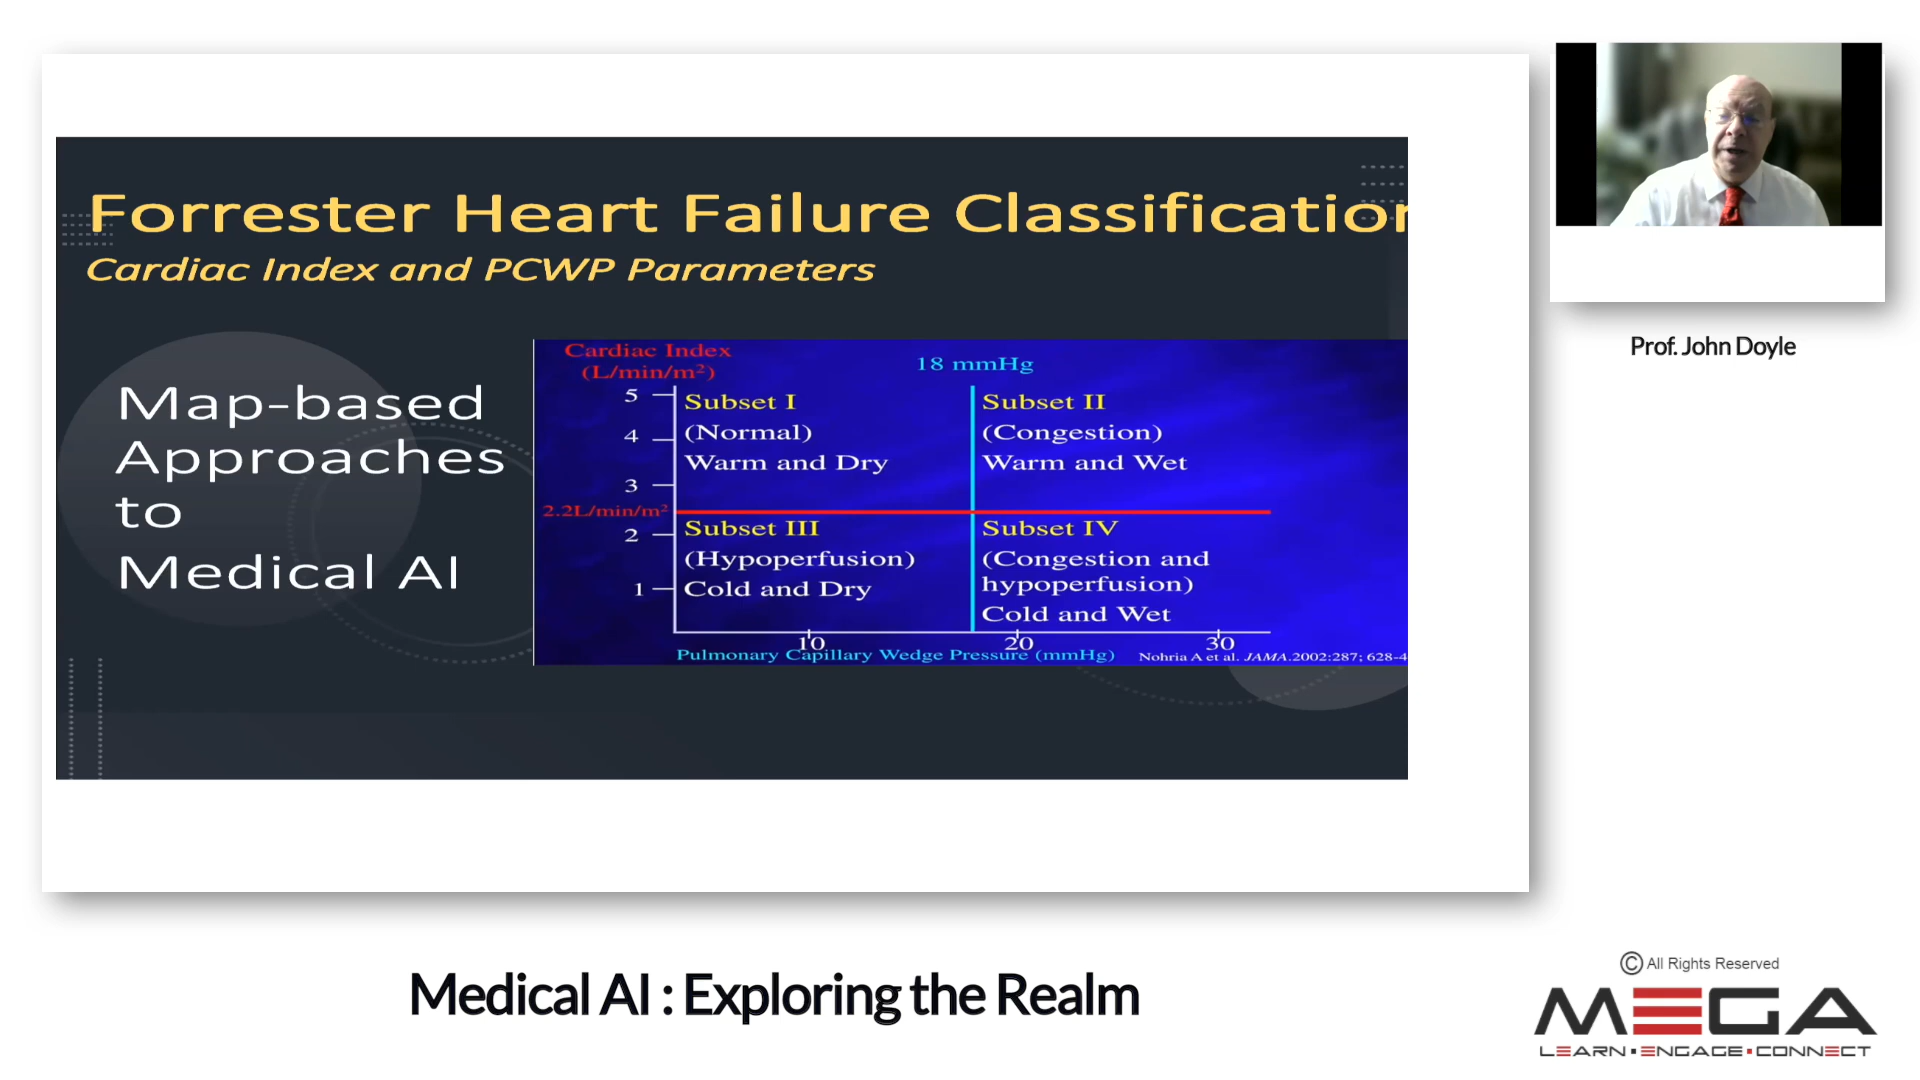 Forrester Heart Failure Classification
Cardiac Index and PCWP Parameters
Map-based
Approaches
to
Medical AI
Cardiac Index
(L/min/m²)
18 mmHg
5
4
3
2.2L/min/m²
2
1
Subset I
(Normal)
Warm and Dry
Subset II
(Congestion)
Warm and Wet
Subset III
(Hypoperfusion)
Cold and Dry
Subset IV
(Congestion and
hypoperfusion)
Cold and Wet
10 20 30
Pulmonary Capillary Wedge Pressure (mmHg)
Nohria A et al. JAMA.2002:287; 628-4
Prof. John Doyle
Medical AI : Exploring the Realm
© All Rights Reserved
MEGA
LEARN ▪ ENGAGE ▪ CONNECT